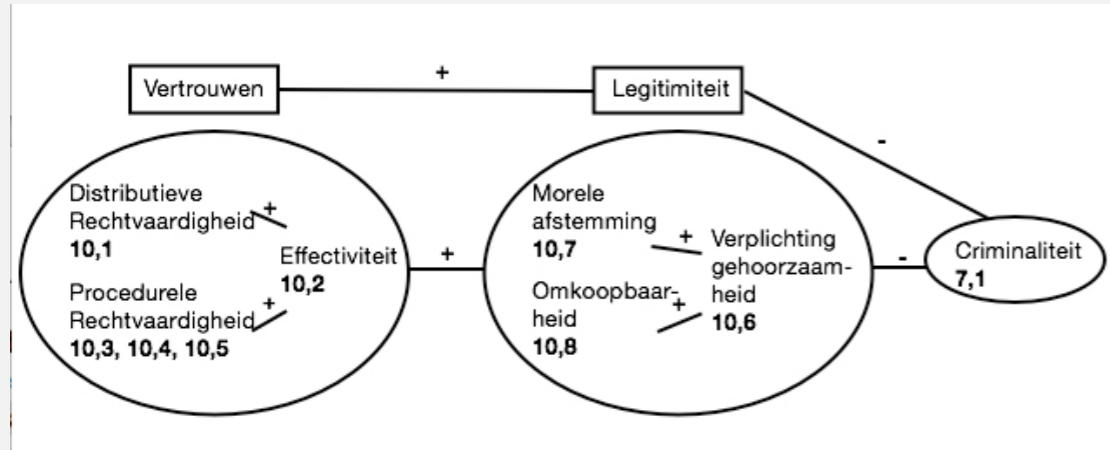 Vertrouwen
+
Legitimiteit
-
Distributieve
Rechtvaardigheid
+
10,1
Effectiviteit
10,2
Procedurele
+
Rechtvaardigheid
10,3, 10,4, 10,5
+
Morele
afstemming
10,7
+
Verplichting
gehoorzaam-
heid
10,6
Omkoopbaar-
heid
10,8
+
-
Criminaliteit
7,1